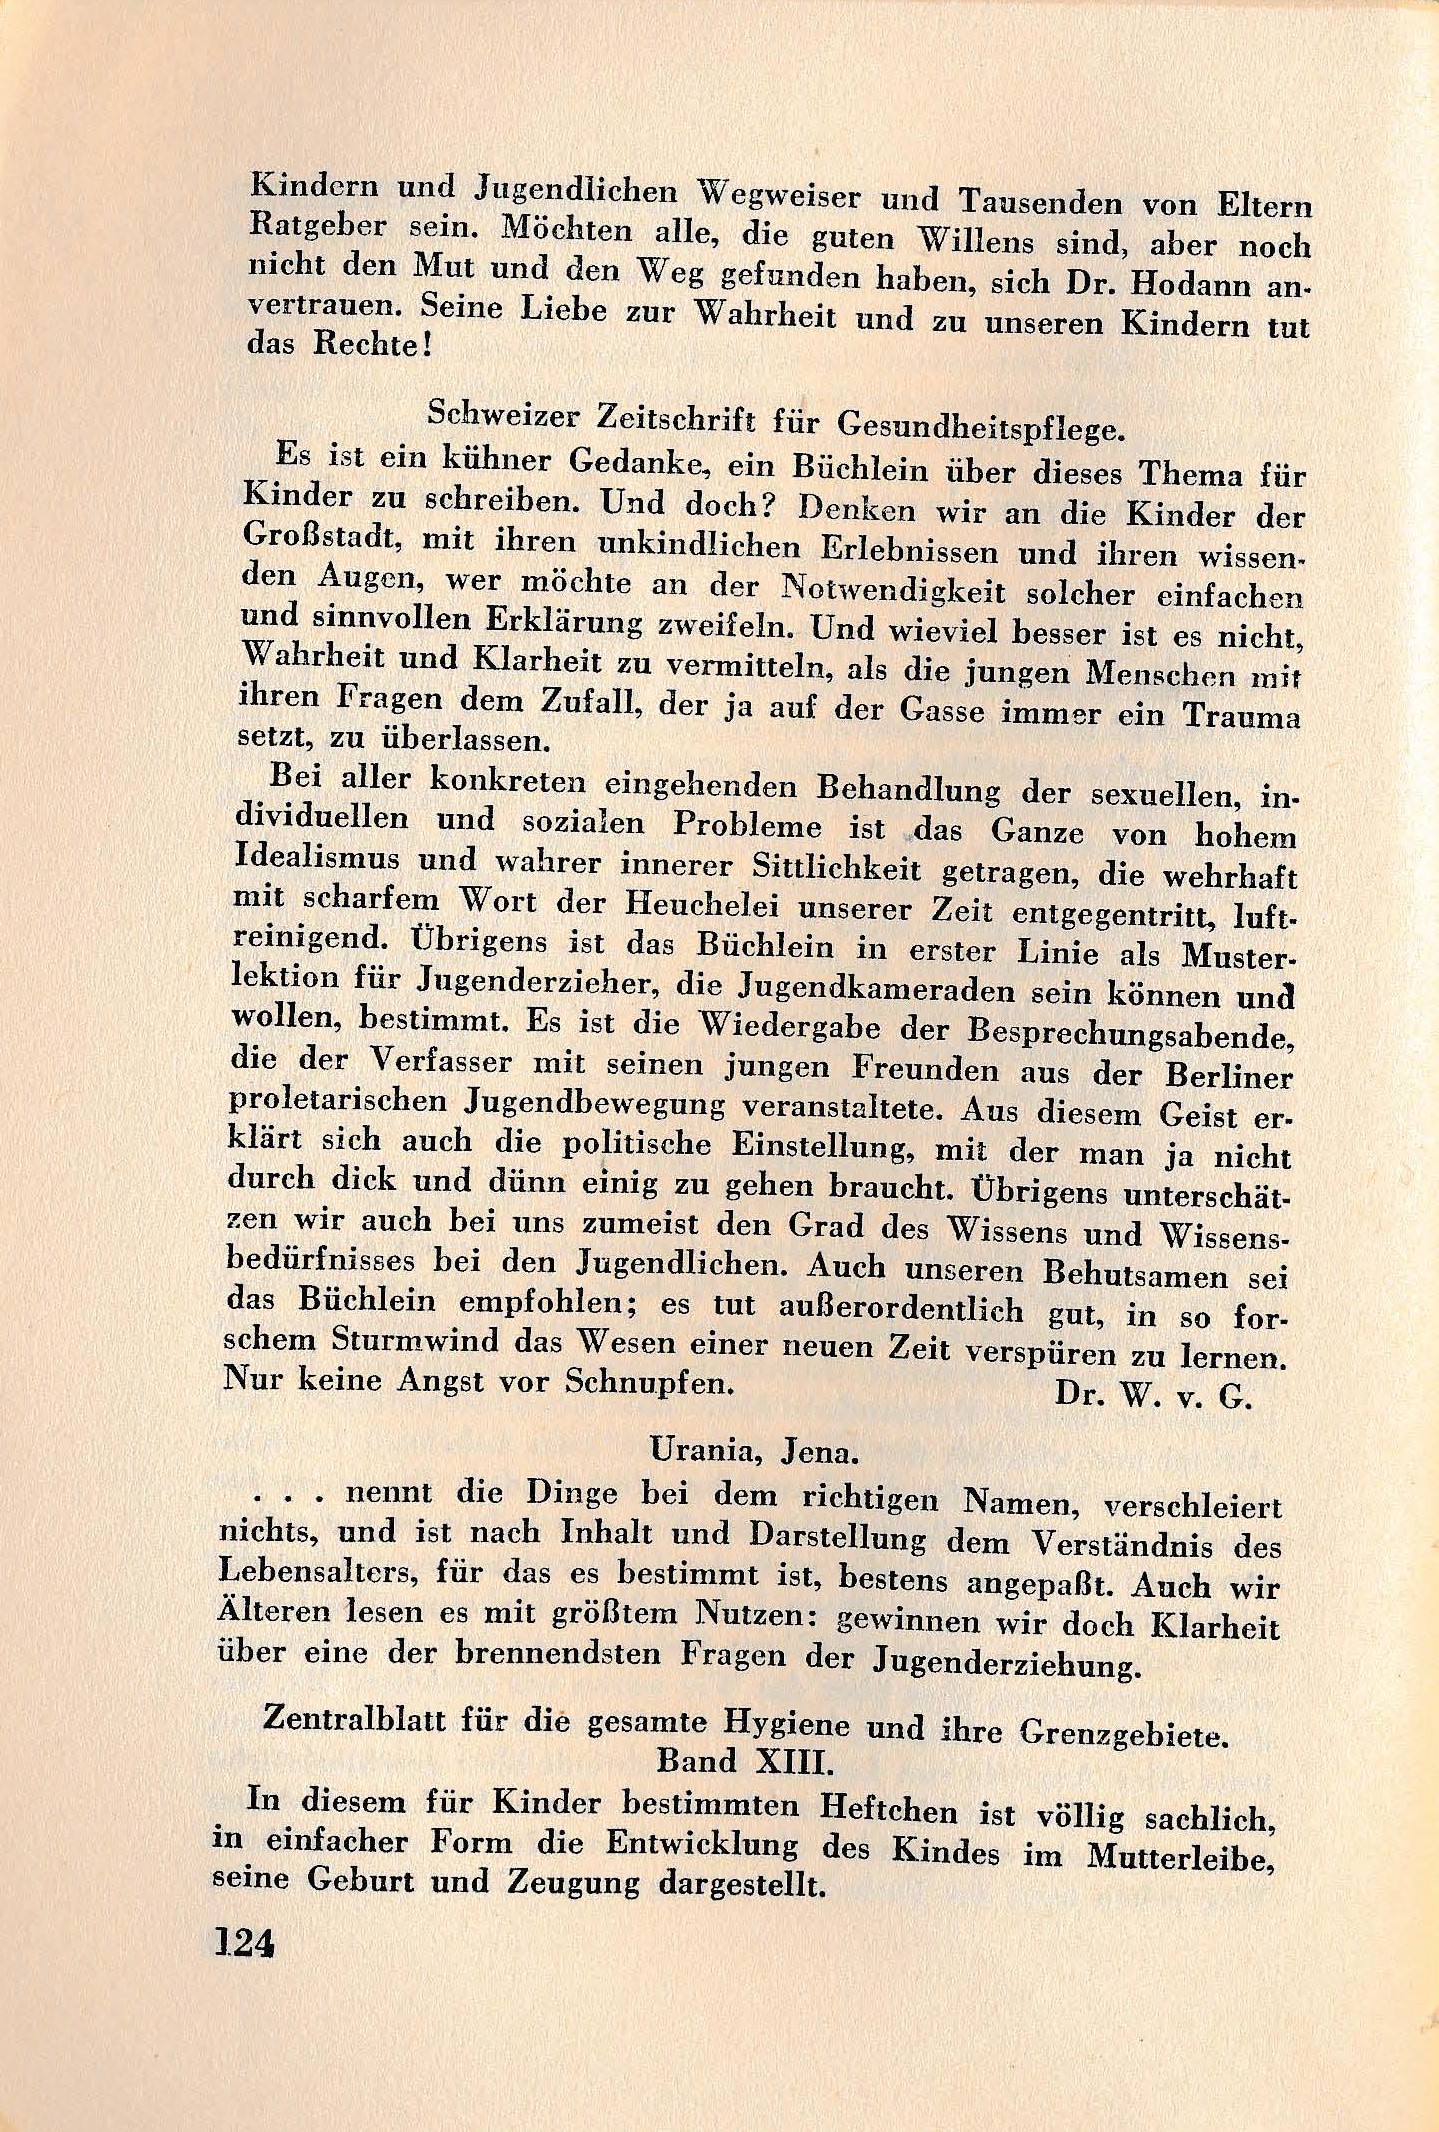 Kindern und Jugendlichen Wegweiser und Tausenden von Eltern
Ratgeber sein. Möchten alle, die guten Willens sind, aber noch
nicht den Mut und den Weg gefunden haben, sich Dr. Hodann an-
vertrauen. Seine Liebe zur Wahrheit und zu unseren Kindern tut
das Rechte!
Schweizer Zeitschrift für Gesundheitspflege.
Es ist ein kühner Gedanke, ein Büchlein über dieses Thema für
Kinder zu schreiben. Und doch? Denken wir an die Kinder der
Großstadt, mit ihren unkindlichen Erlebnissen und ihren wissen-
den Augen, wer möchte an der Notwendigkeit solcher einfachen
und sinnvollen Erklärung zweifeln. Und wieviel besser ist es nicht,
Wahrheit und Klarheit zu vermitteln, als die jungen Menschen mit
ihren Fragen dem Zufall, der ja auf der Gasse immer ein Trauma
setzt, zu überlassen.
Bei aller konkreten eingehenden Behandlung der sexuellen, in-
dividuellen und sozialen Probleme ist das Ganze von hohem
Idealismus und wahrer innerer Sittlichkeit getragen, die wehrhaft
mit scharfem Wort der Heuchelei unserer Zeit entgegentritt, luft-
reinigend. Übrigens ist das Büchlein in erster Linie als Muster-
lektion für Jugenderzieher, die Jugendkameraden sein können und
wollen, bestimmt. Es ist die Wiedergabe der Besprechungsabende,
die der Verfasser mit seinen jungen Freunden aus der Berliner
proletarischen Jugendbewegung veranstaltete. Aus diesem Geist er-
klärt sich auch die politische Einstellung, mit der man ja nicht
durch dick und dünn einig zu gehen braucht. Übrigens unterschät-
zen wir auch bei uns zumeist den Grad des Wissens und Wissens-
bedürfnisses bei den Jugendlichen. Auch unseren Behutsamen sei
das Büchlein empfohlen; es tut außerordentlich gut, in so for-
schem Sturmwind das Wesen einer neuen Zeit verspüren zu lernen.
Nur keine Angst vor Schnupfen. Dr. W. v. G.
Urania, Jena.
. . . nennt die Dinge bei dem richtigen Namen, verschleiert
nichts, und ist nach Inhalt und Darstellung dem Verständnis des
Lebensalters, für das es bestimmt ist, bestens angepaßt. Auch wir
Älteren lesen es mit größtem Nutzen: gewinnen wir doch Klarheit
über eine der brennendsten Fragen der Jugenderziehung.
Zentralblatt für die gesamte Hygiene und ihre Grenzgebiete.
Band XIII.
In diesem für Kinder bestimmten Heftchen ist völlig sachlich,
in einfacher Form die Entwicklung des Kindes im Mutterleibe,
seine Geburt und Zeugung dargestellt.
124